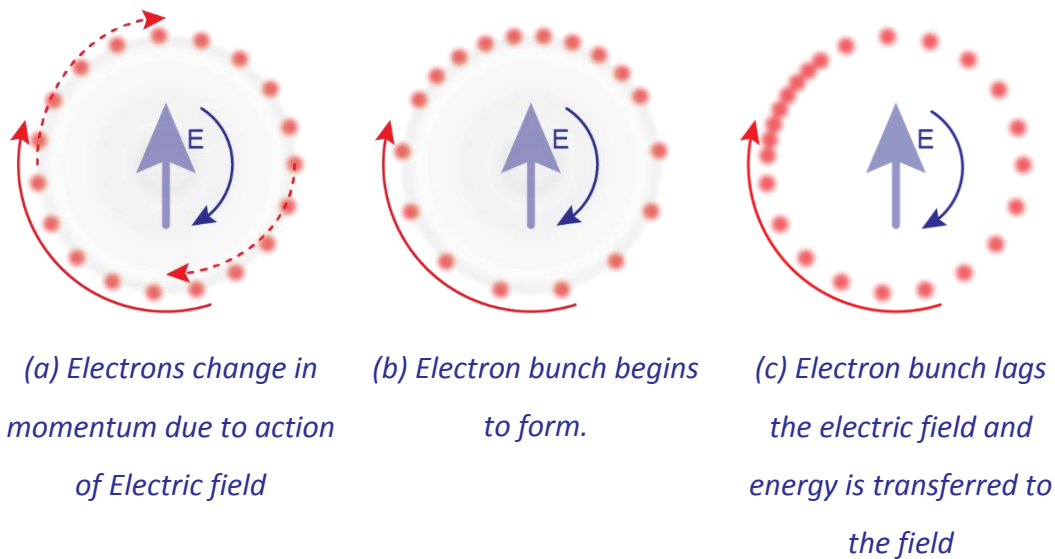 E
E
E
(a) Electrons change in
momentum due to action
of Electric field
(b) Electron bunch begins
to form.
(c) Electron bunch lags
the electric field and
energy is transferred to
the field